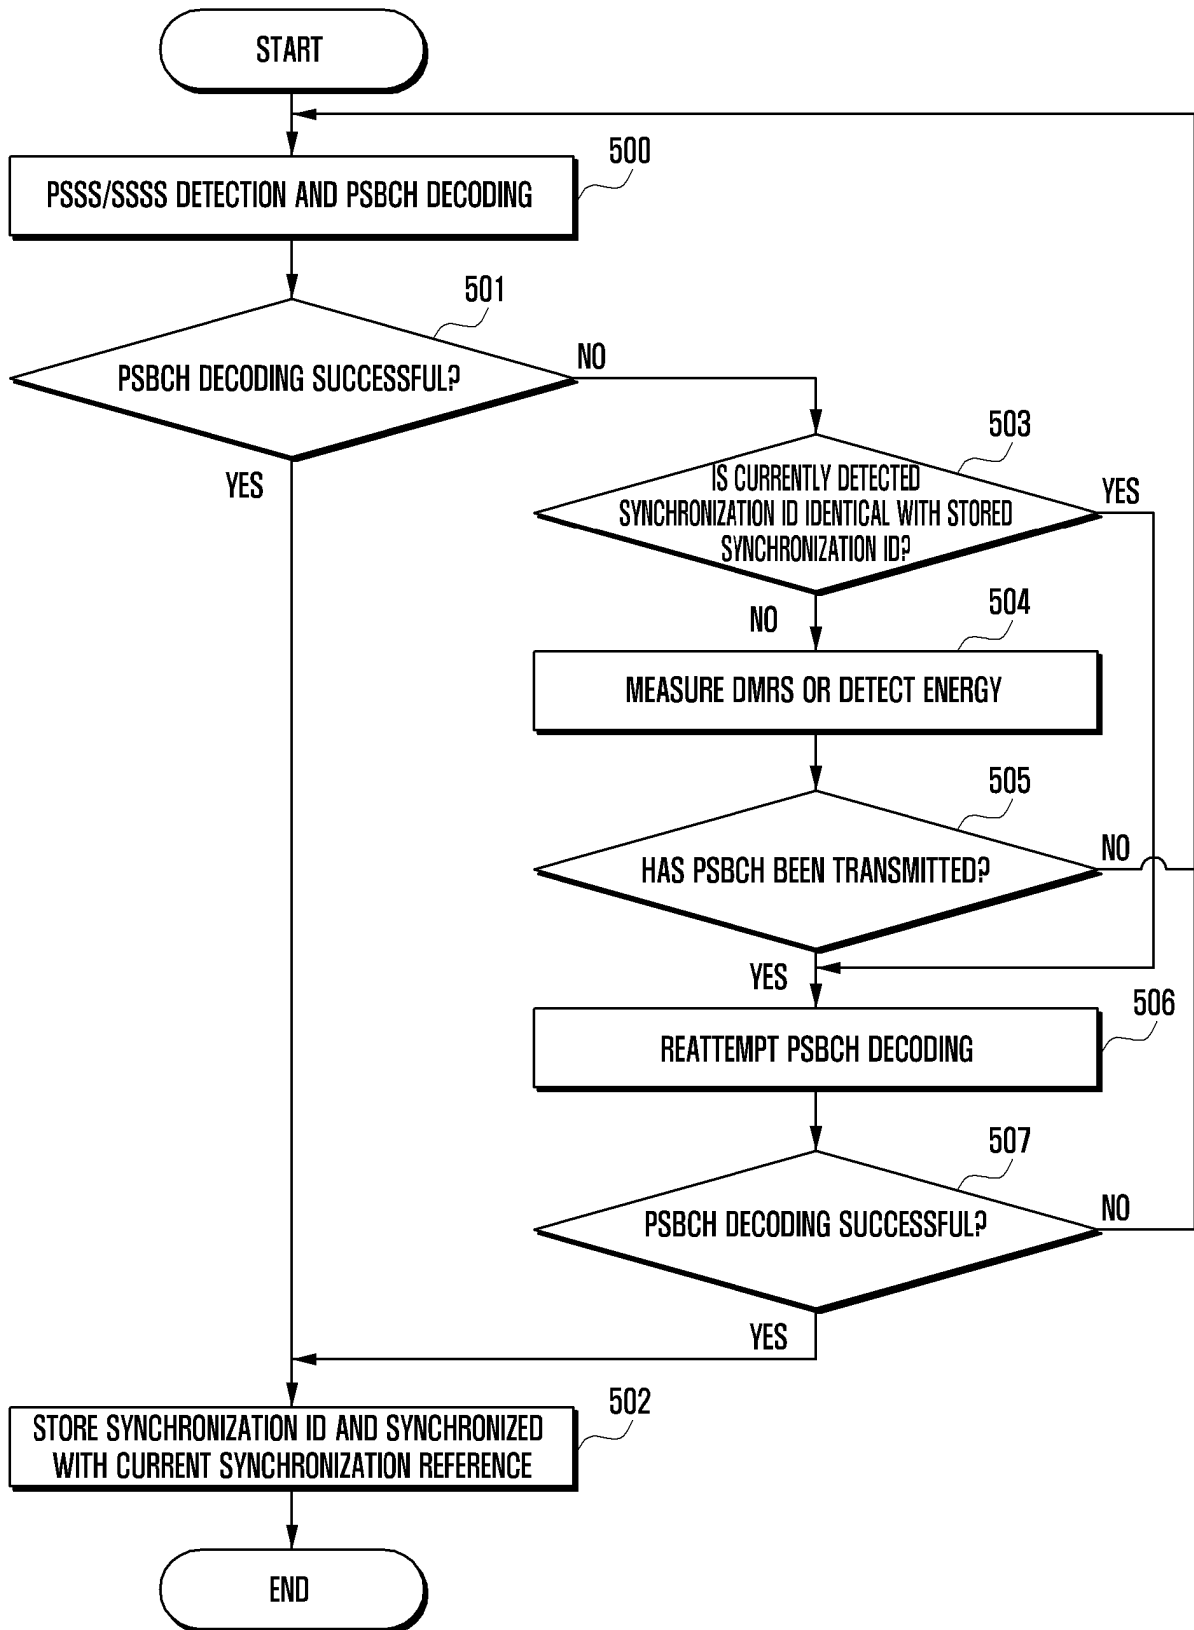 START
500
PSSS/SSSS DETECTION AND PSBCH DECODING
501
PSBCH DECODING SUCCESSFUL?
NO
YES
503
IS CURRENTLY DETECTED
SYNCHRONIZATION ID IDENTICAL WITH STORED
SYNCHRONIZATION ID?
YES
NO
504
MEASURE DMRS OR DETECT ENERGY
505
HAS PSBCH BEEN TRANSMITTED?
NO
YES
506
REATTEMPT PSBCH DECODING
507
PSBCH DECODING SUCCESSFUL?
NO
YES
502
STORE SYNCHRONIZATION ID AND SYNCHRONIZED
WITH CURRENT SYNCHRONIZATION REFERENCE
END